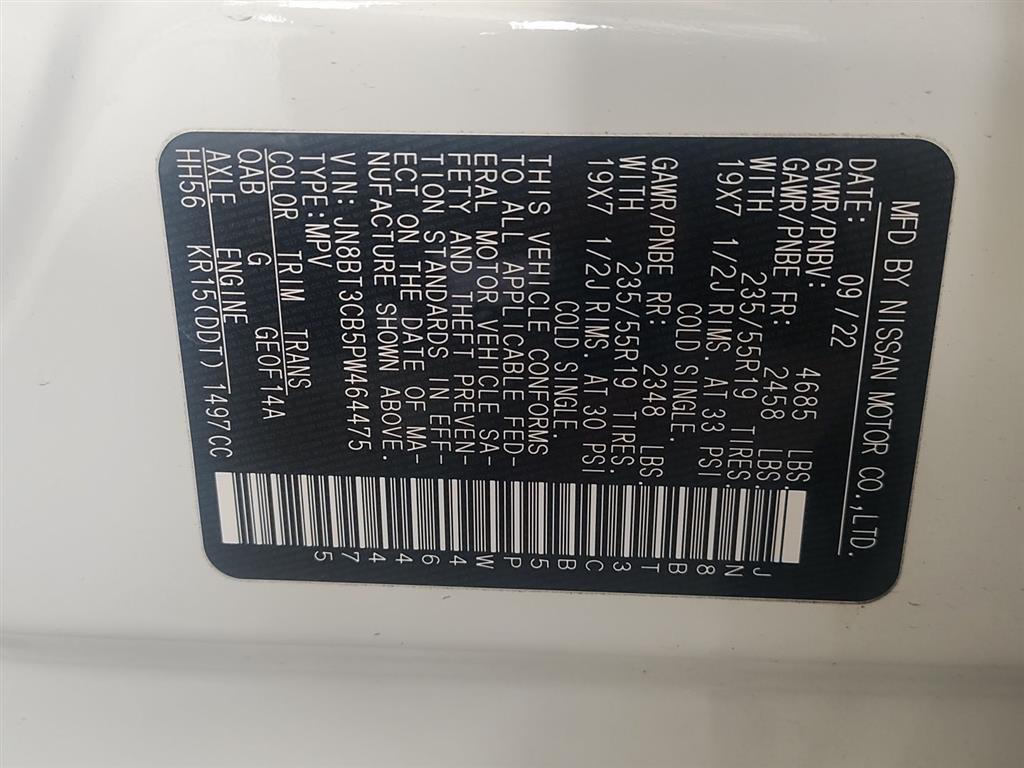 MFD BY NISSAN MOTOR CO.,LTD.
DATE: 09/22
GVWR/PNBV: 4685 LBS.
GAWR/PNBE FR: 2458 LBS.
WITH 235/55R19 TIRES.
19X7 1/2J RIMS. AT 33 PSI
COLD SINGLE.
GAWR/PNBE RR: 2348 LBS.
WITH 235/55R19 TIRES.
19X7 1/2J RIMS. AT 30 PSI
COLD SINGLE.
THIS VEHICLE CONFORMS
TO ALL APPLICABLE FED-
ERAL MOTOR VEHICLE SA-
FETY AND THEFT PREVEN-
TION STANDARDS IN EFF-
ECT ON THE DATE OF MA-
NUFACTURE SHOWN ABOVE.
VIN: JN8BT3CB5PW464475
TYPE:MPV
COLOR TRIM TRANS
QAB G GEOF14A
AXLE ENGINE
HH56 KR15(DDT) 1497CC
JN8BT3CB5PW464475